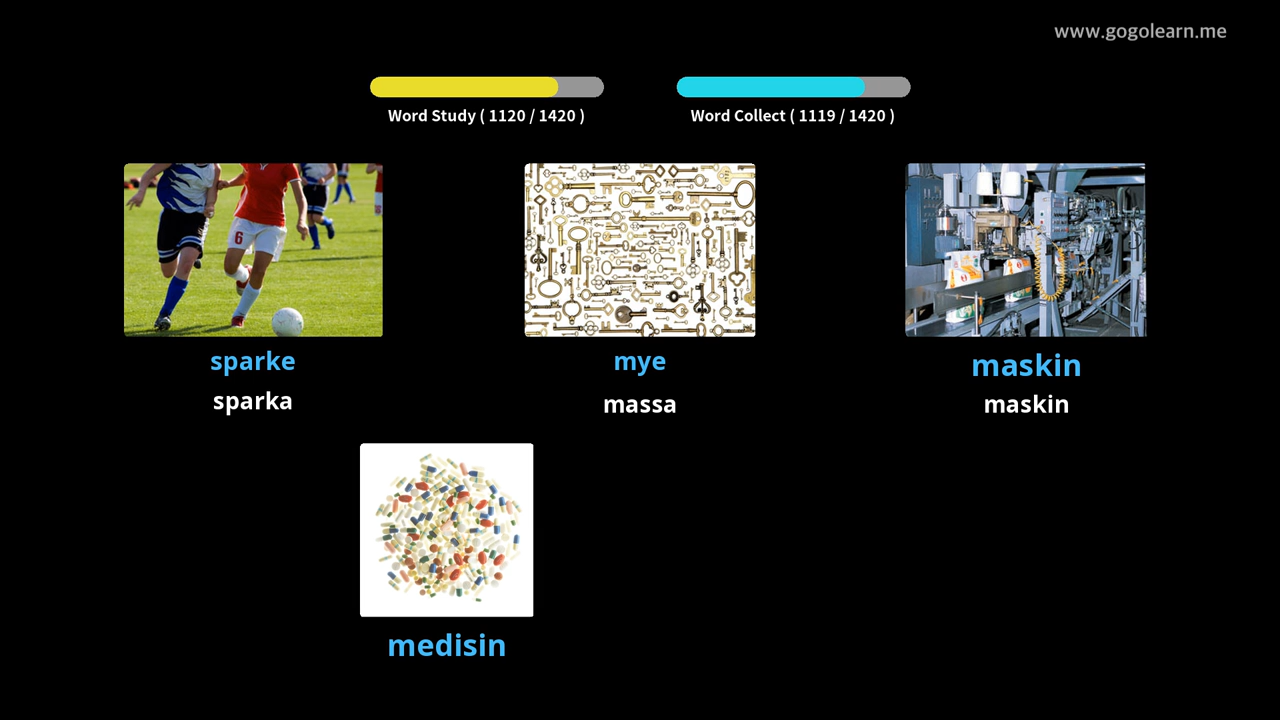 www.gogolearn.me
Word Study ( 1120 / 1420 )
Word Collect ( 1119 / 1420 )
sparke
sparka
mye
massa
maskin
maskin
medisin